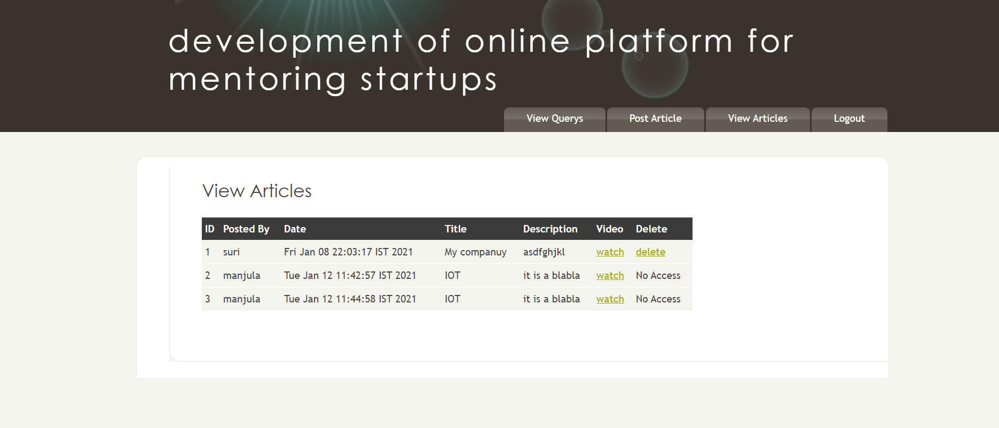 development of online platform for
mentoring startups
View Querys Post Article View Articles Logout
View Articles
ID Posted By Date Title Description Video Delete
1 suri Fri Jan 08 22:03:17 IST 2021 My companuy asdfghjkl watch delete
2 manjula Tue Jan 12 11:42:57 IST 2021 IOT it is a blabla watch No Access
3 manjula Tue Jan 12 11:44:58 IST 2021 IOT it is a blabla watch No Access